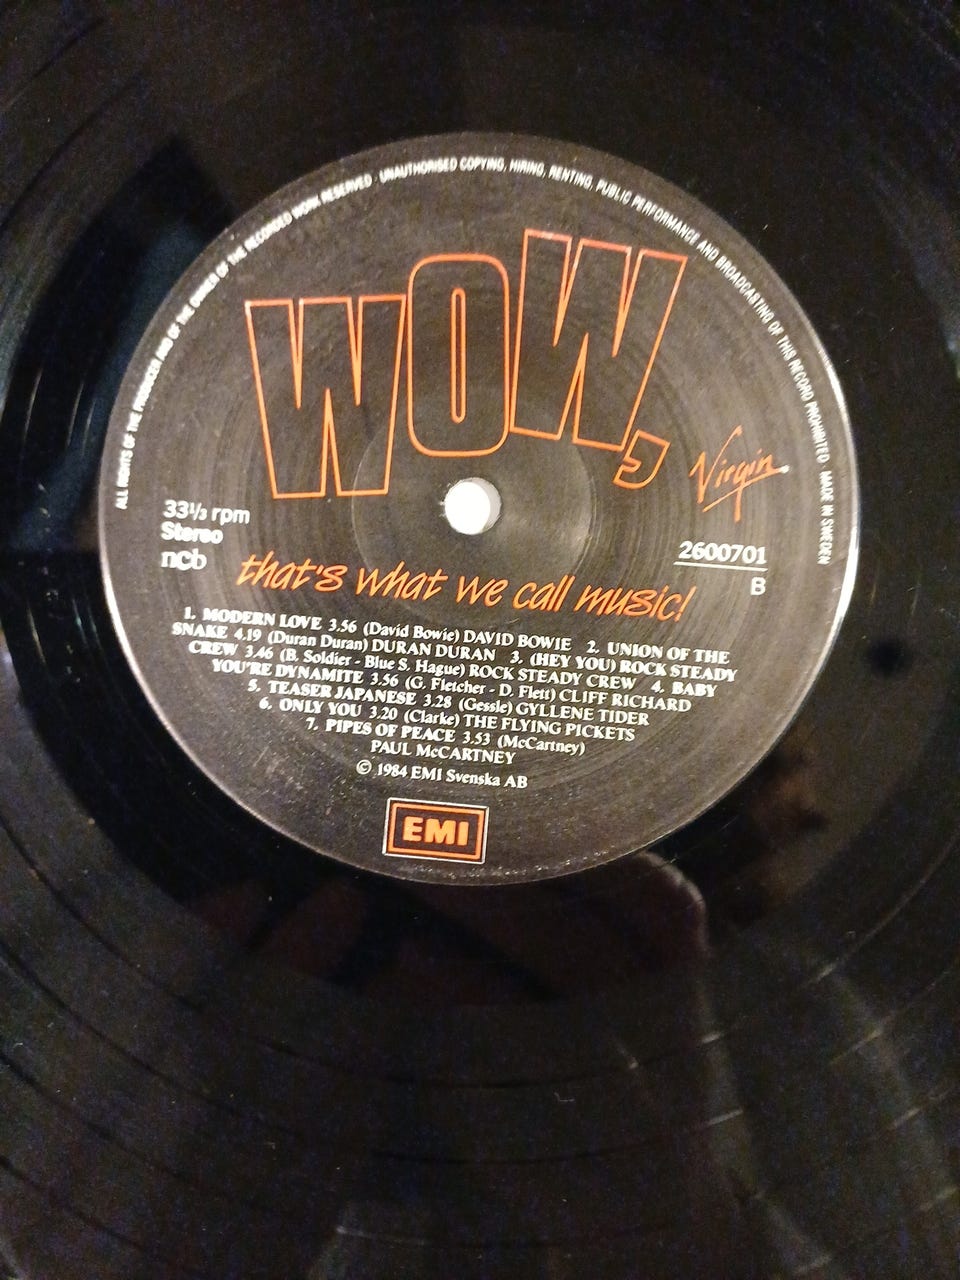 ALL RIGHTS OF THE PRODUCER AND OF THE OWNER OF THE RECORDED WORK RESERVED · UNAUTHORISED COPYING, HIRING, RENTING, PUBLIC PERFORMANCE AND BROADCASTING OF THIS RECORD PROHIBITED · MADE IN SWEDEN
WOW,
Virgin
33⅓ rpm
Stereo
ncb
2600701
B
that's what we call music!
1. MODERN LOVE 3.56 (David Bowie) DAVID BOWIE 2. UNION OF THE
SNAKE 4.19 (Duran Duran) DURAN DURAN 3. (HEY YOU) ROCK STEADY
CREW 3.46 (B. Soldier - Blue S. Hague) ROCK STEADY CREW 4. BABY
YOU'RE DYNAMITE 3.56 (G. Fletcher - D. Flett) CLIFF RICHARD
5. TEASER JAPANESE 3.28 (Gessle) GYLLENE TIDER
6. ONLY YOU 3.20 (Clarke) THE FLYING PICKETS
7. PIPES OF PEACE 3.53 (McCartney)
PAUL McCARTNEY
© 1984 EMI Svenska AB
EMI